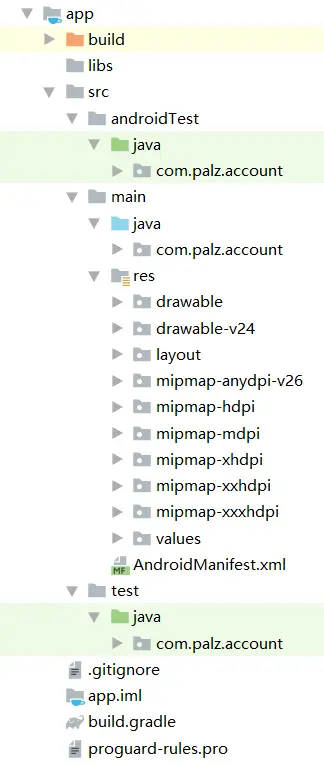 app
build
libs
src
androidTest
java
com.palz.account
main
java
com.palz.account
res
drawable
drawable-v24
layout
mipmap-anydpi-v26
mipmap-hdpi
mipmap-mdpi
mipmap-xhdpi
mipmap-xxhdpi
mipmap-xxxhdpi
values
MF AndroidManifest.xml
test
java
com.palz.account
.gitignore
app.iml
build.gradle
proguard-rules.pro